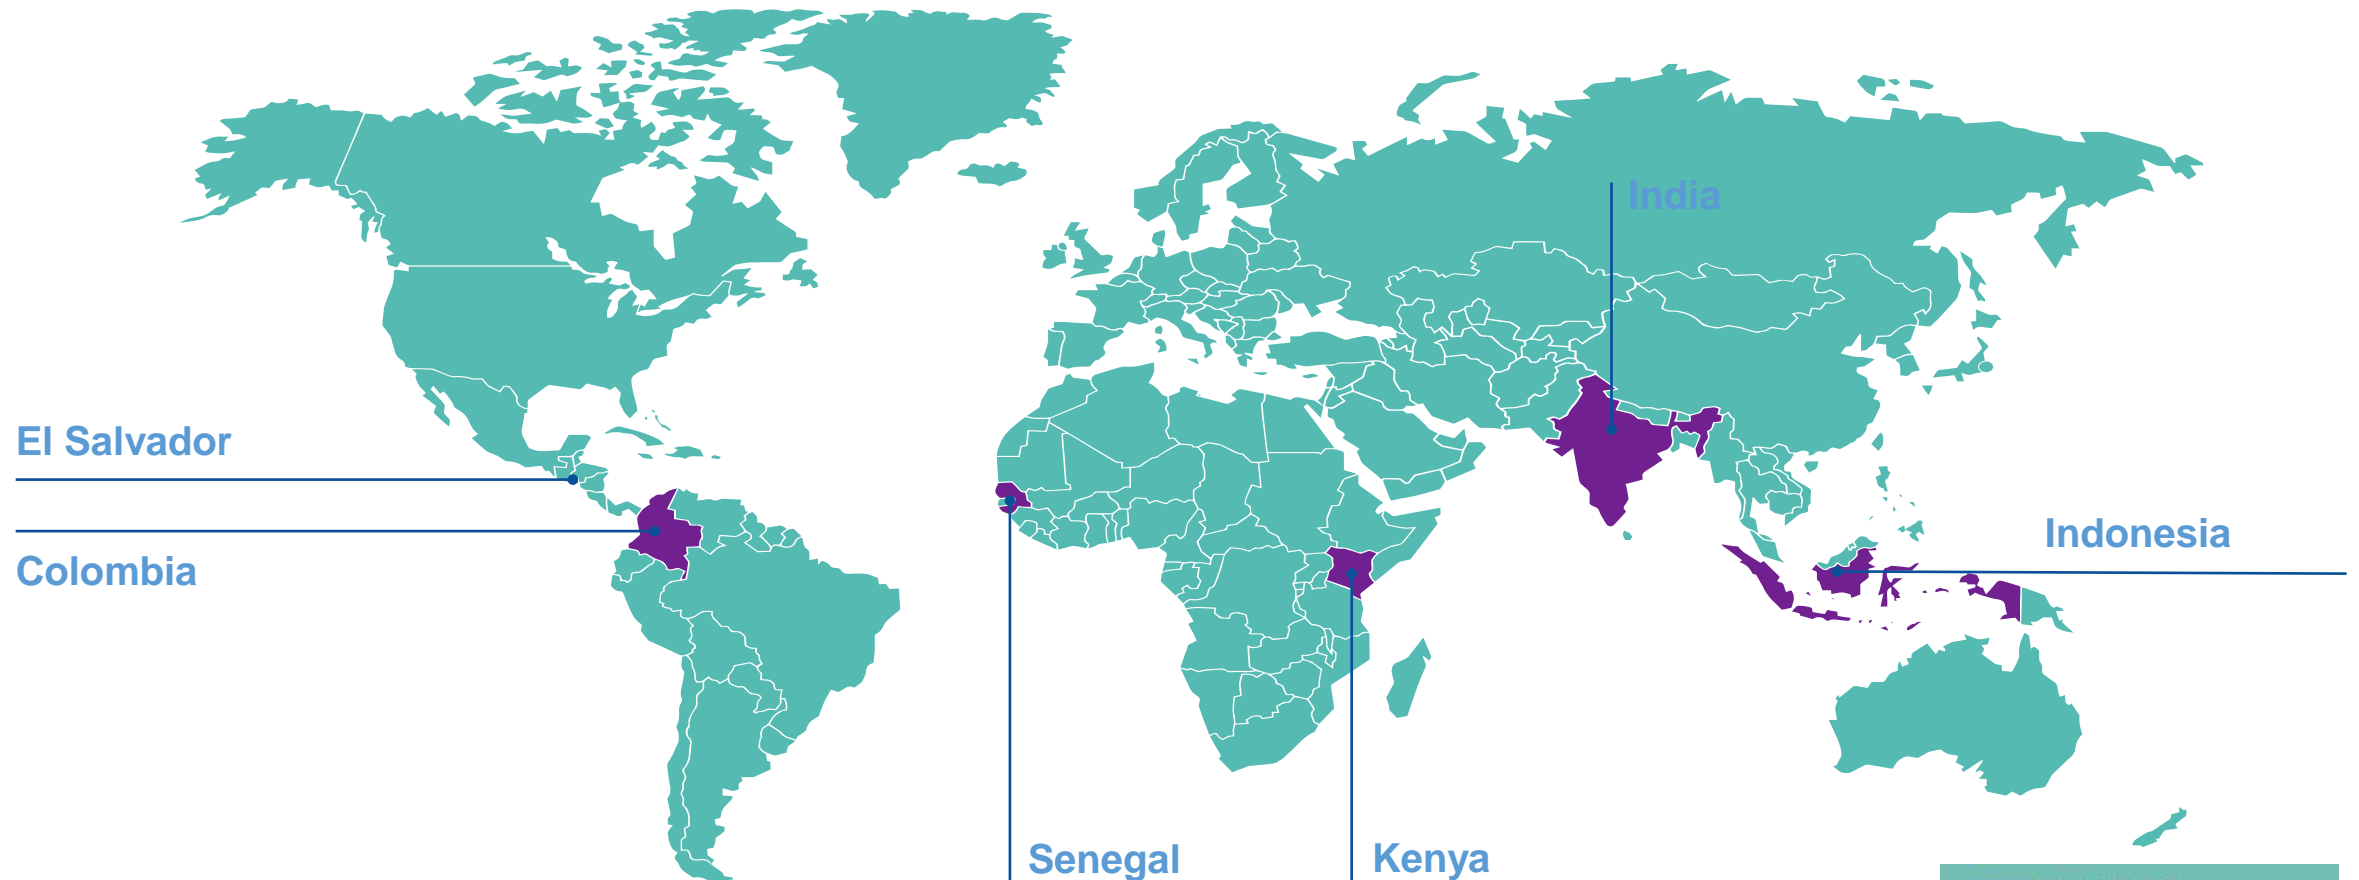 India
El Salvador
Indonesia
Colombia
Senegal
Kenya